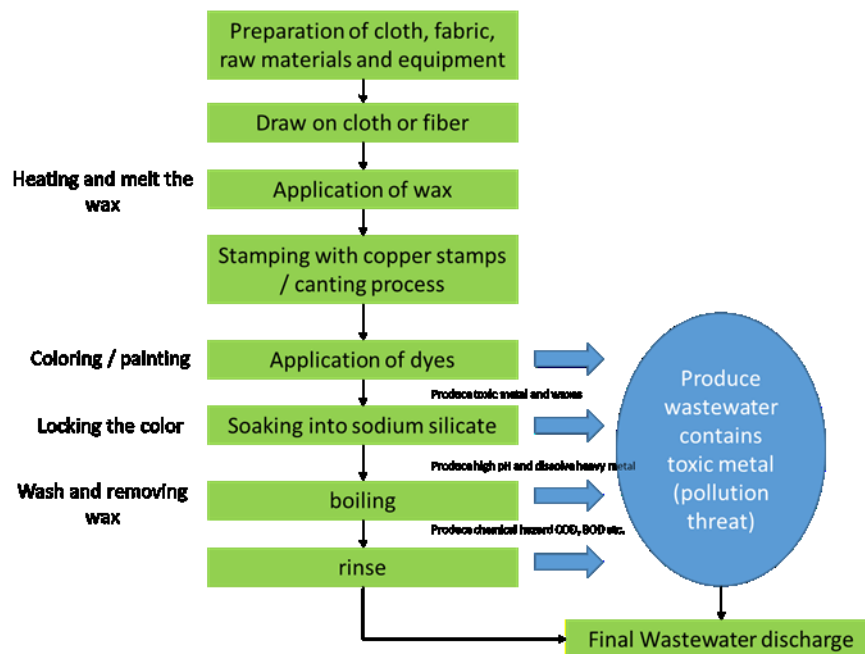 Preparation of cloth, fabric,
raw materials and equipment
Draw on cloth or fiber
Heating and melt the
wax
Application of wax
Stamping with copper stamps
/ canting process
Coloring / painting
Application of dyes
Produce toxic metal and waxes
Locking the color
Soaking into sodium silicate
Produce high pH and dissolve heavy metal
Wash and removing
wax
boiling
Produce chemical hazard COD, BOD etc.
rinse
Produce
wastewater
contains
toxic metal
(pollution
threat)
Final Wastewater discharge